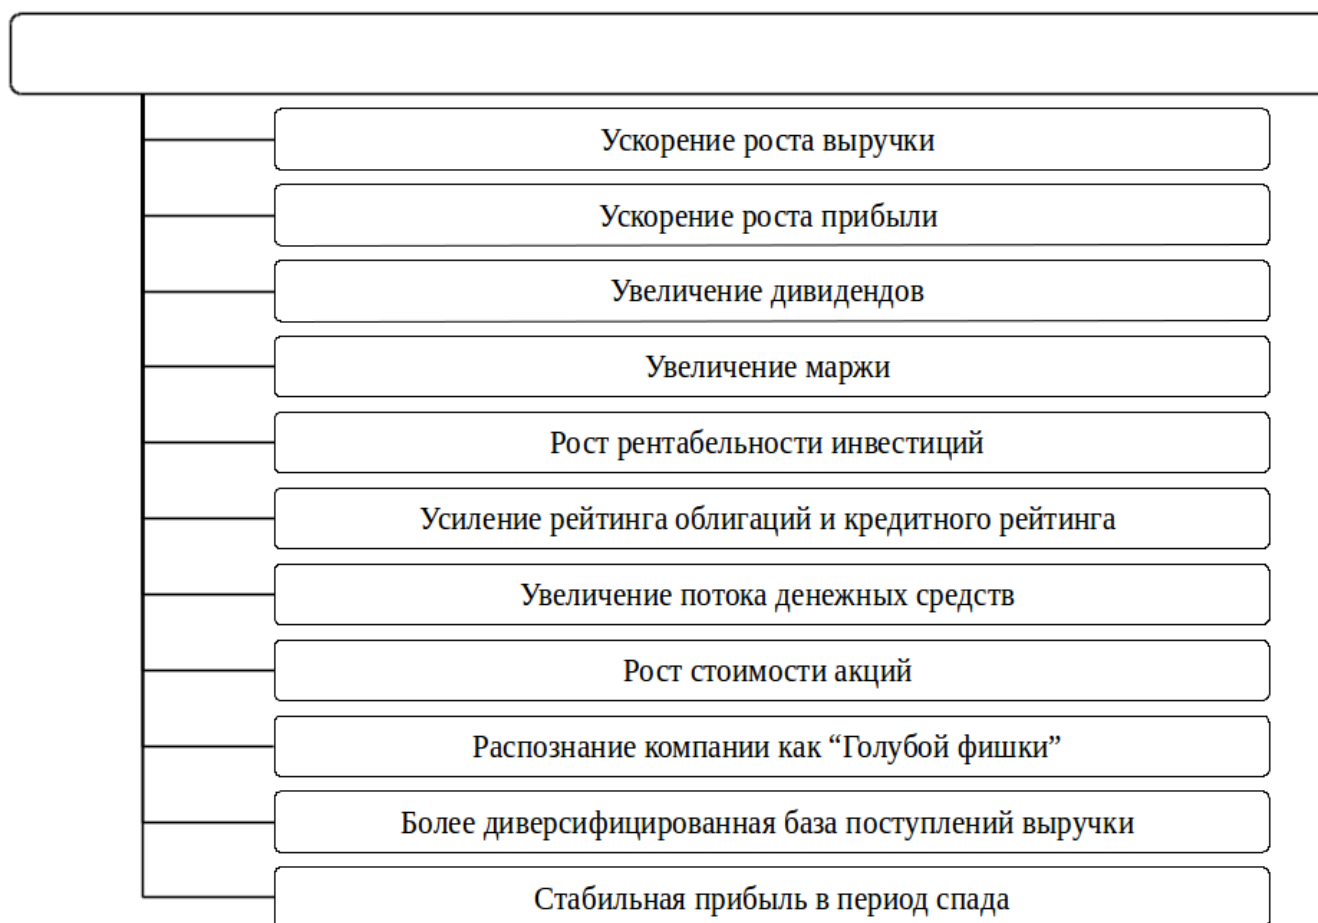 Ускорение роста выручки
Ускорение роста прибыли
Увеличение дивидендов
Увеличение маржи
Рост рентабельности инвестиций
Усиление рейтинга облигаций и кредитного рейтинга
Увеличение потока денежных средств
Рост стоимости акций
Распознание компании как “Голубой фишки”
Более диверсифицированная база поступлений выручки
Стабильная прибыль в период спада